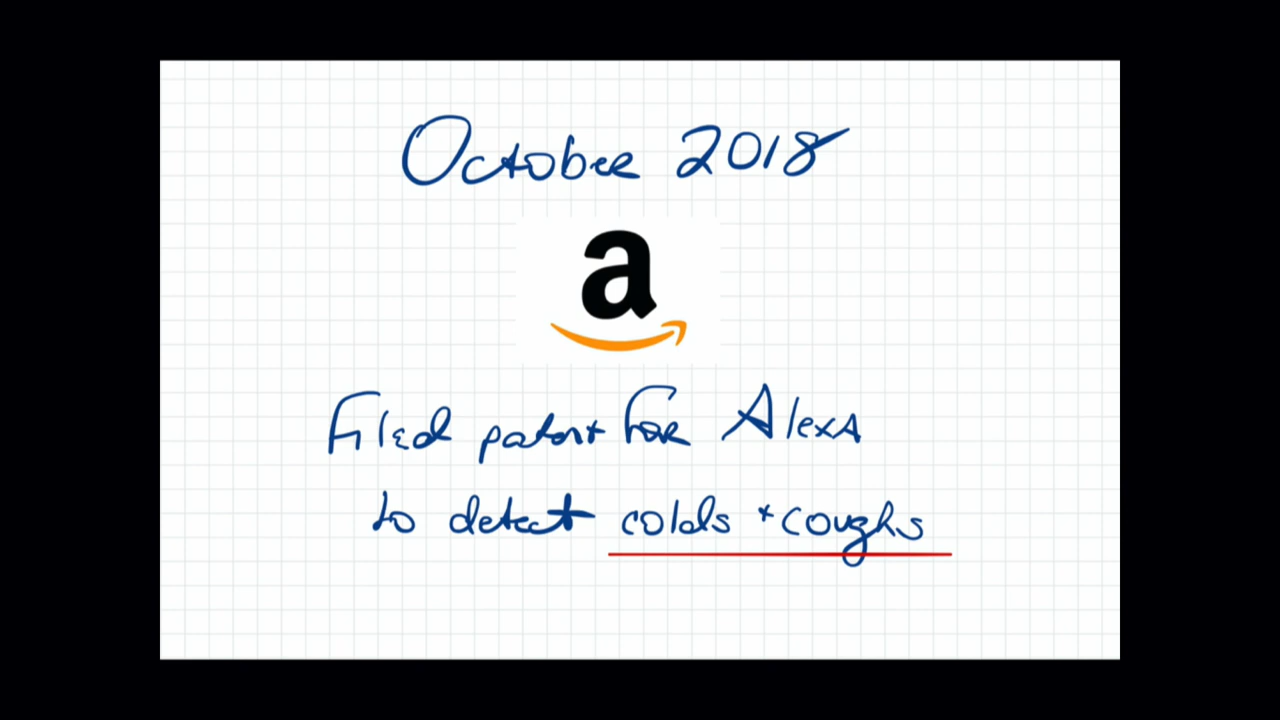 October 2018
a
Filed patent for Alexa
to detect colds + coughs